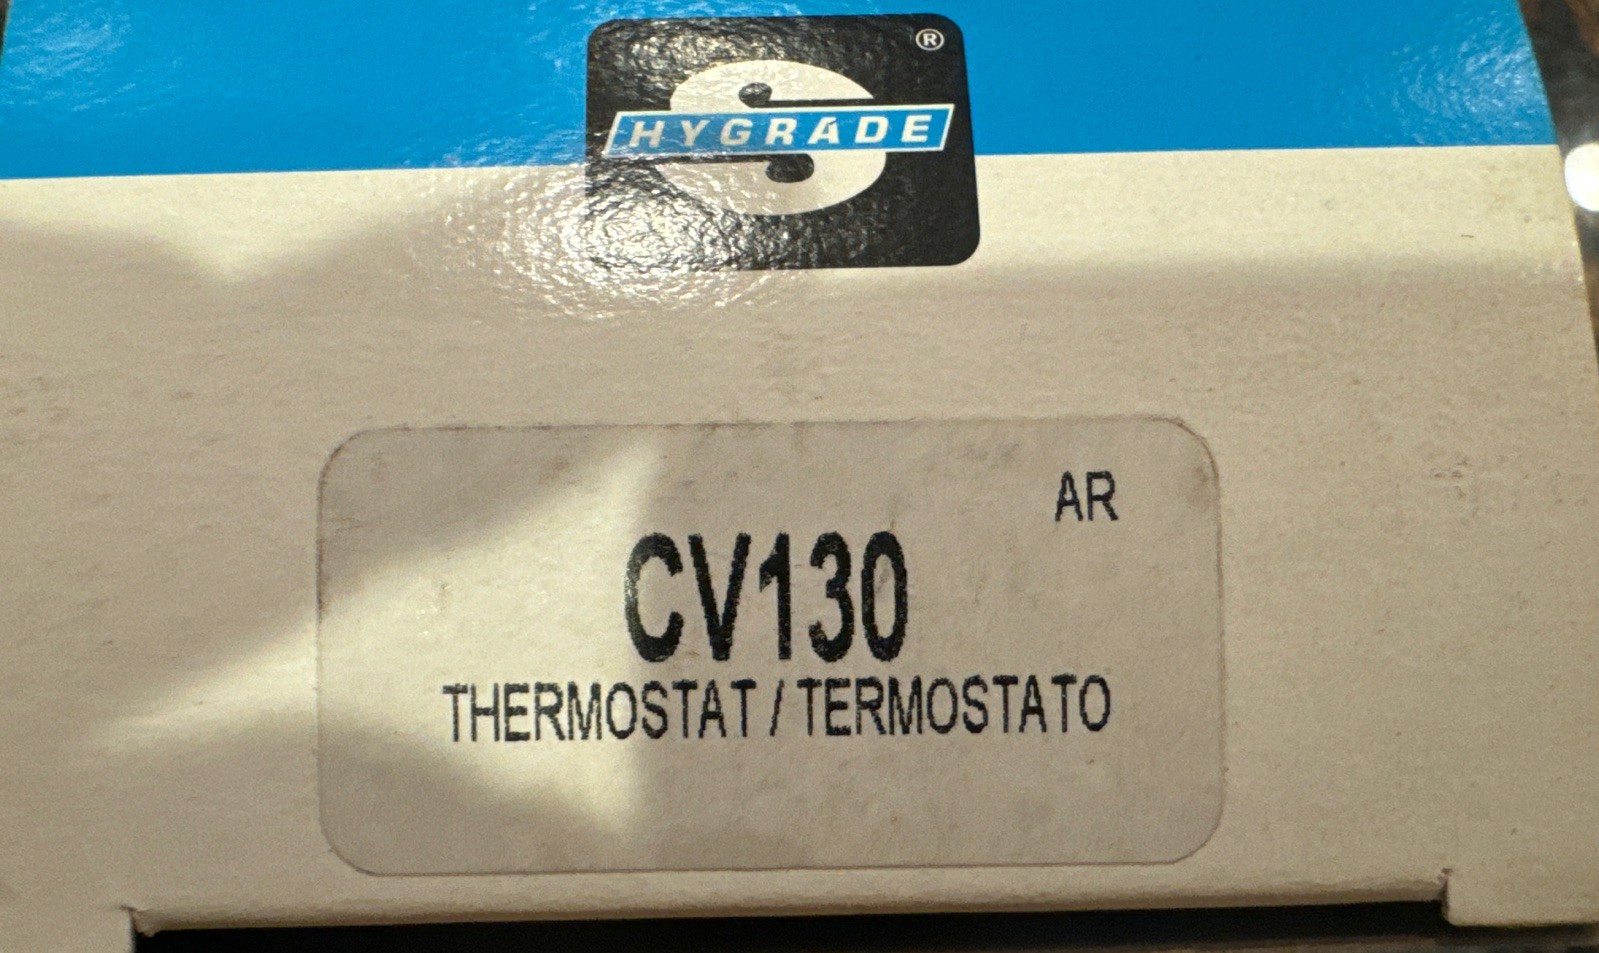 ®
S
HYGRADE
AR
CV130
THERMOSTAT / TERMOSTATO